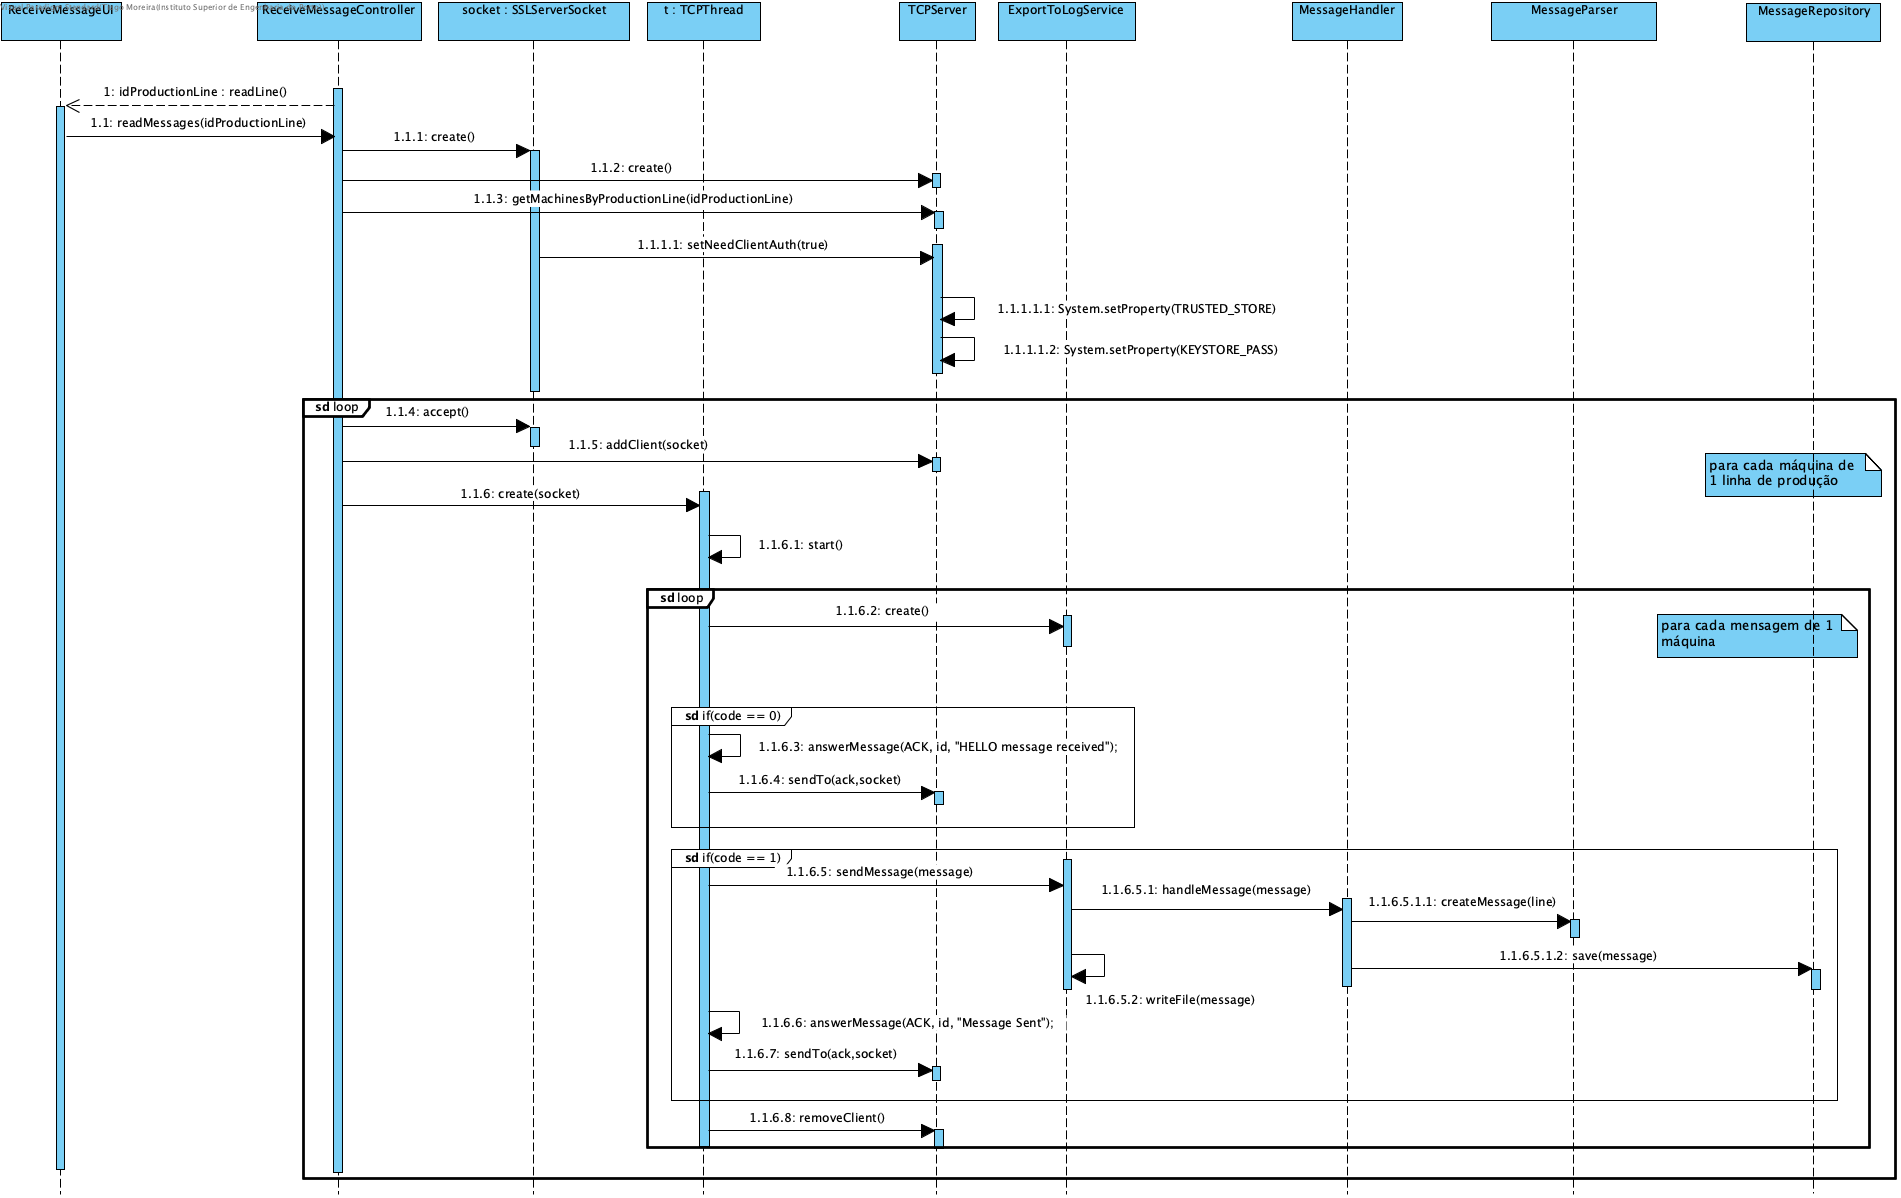 ReceiveMessageUI
ReceiveMessageController
socket : SSLServerSocket
t : TCPThread
TCPServer
ExportToLogService
MessageHandler
MessageParser
MessageRepository
1: idProductionLine : readLine()
1.1: readMessages(idProductionLine)
1.1.1: create()
1.1.2: create()
1.1.3: getMachinesByProductionLine(idProductionLine)
1.1.1.1: setNeedClientAuth(true)
1.1.1.1.1: System.setProperty(TRUSTED_STORE)
1.1.1.1.2: System.setProperty(KEYSTORE_PASS)
sd loop
1.1.4: accept()
1.1.5: addClient(socket)
para cada máquina de
1 linha de produção
1.1.6: create(socket)
1.1.6.1: start()
sd loop
1.1.6.2: create()
para cada mensagem de 1
máquina
sd if(code == 0)
1.1.6.3: answerMessage(ACK, id, "HELLO message received");
1.1.6.4: sendTo(ack,socket)
sd if(code == 1)
1.1.6.5: sendMessage(message)
1.1.6.5.1: handleMessage(message)
1.1.6.5.1.1: createMessage(line)
1.1.6.5.1.2: save(message)
1.1.6.5.2: writeFile(message)
1.1.6.6: answerMessage(ACK, id, "Message Sent");
1.1.6.7: sendTo(ack,socket)
1.1.6.8: removeClient()